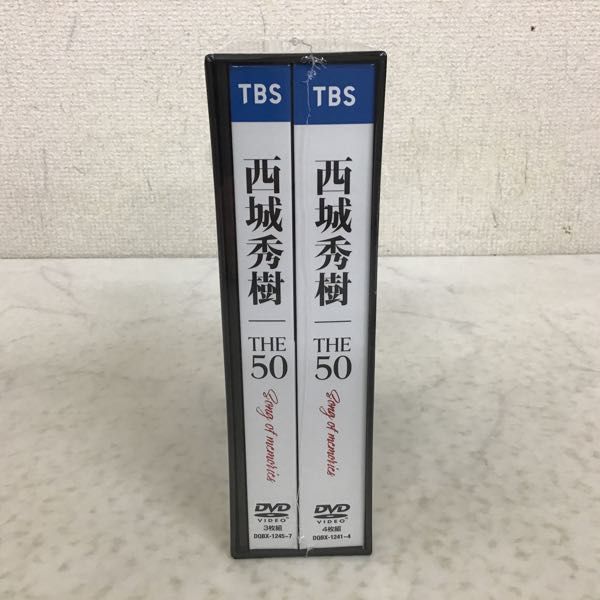 TBS
西城秀樹
THE
50
Song of memories
DVD
VIDEO
3枚組
DQBX-1245~7
TBS
西城秀樹
THE
50
Song of memories
DVD
VIDEO
4枚組
DQBX-1241~4